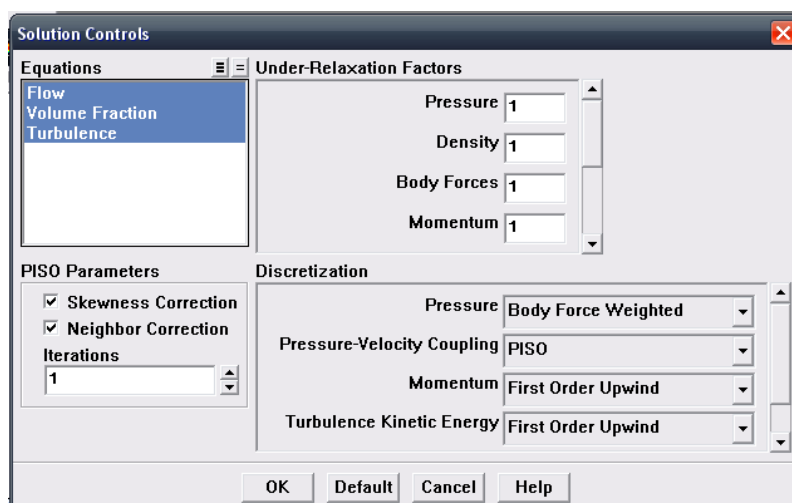 Solution Controls
Equations
Flow
Volume Fraction
Turbulence
Under-Relaxation Factors
Pressure 1
Density 1
Body Forces 1
Momentum 1
PISO Parameters
Skewness Correction
Neighbor Correction
Iterations
1
Discretization
Pressure Body Force Weighted
Pressure-Velocity Coupling PISO
Momentum First Order Upwind
Turbulence Kinetic Energy First Order Upwind
OK Default Cancel Help